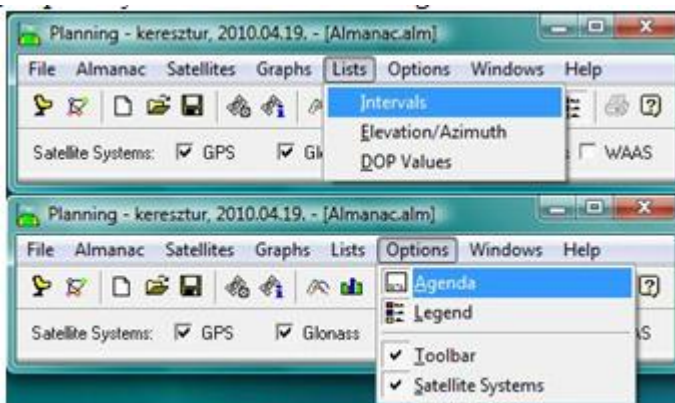 Planning - keresztur, 2010.04.19. - [Almanac.alm]
File Almanac Satellites Graphs Lists Options Windows Help
Intervals
Elevation/Azimuth
DOP Values
Satellite Systems: GPS WAAS
Planning - keresztur, 2010.04.19. - [Almanac.alm]
File Almanac Satellites Graphs Lists Options Windows Help
Agenda
Legend
Satellite Systems: GPS Glonass
Toolbar
Satellite Systems